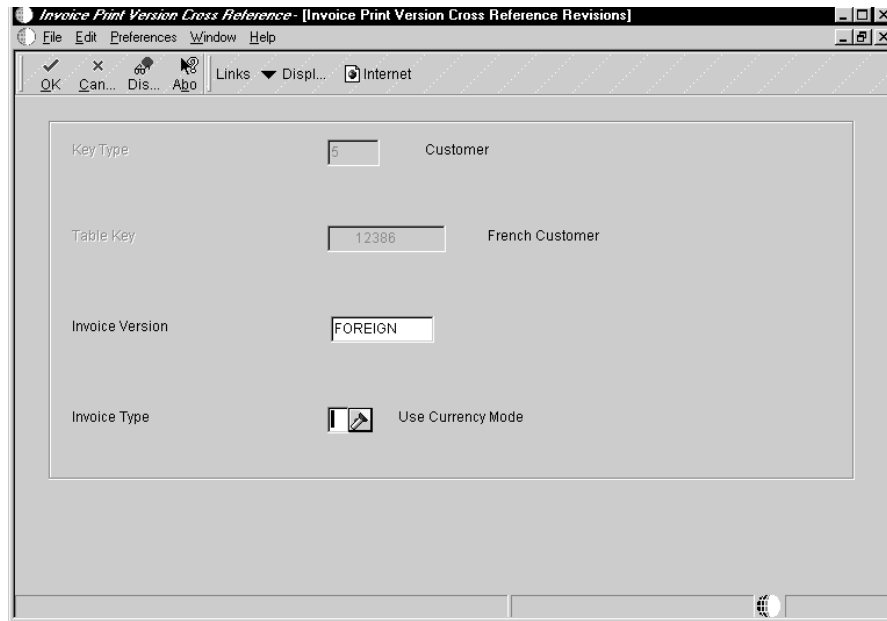 Invoice Print Version Cross Reference - [Invoice Print Version Cross Reference Revisions]
File Edit Preferences Window Help
OK Can... Dis... Abo Links Displ... Internet
Key Type 5 Customer
Table Key 12386 French Customer
Invoice Version FOREIGN
Invoice Type Use Currency Mode